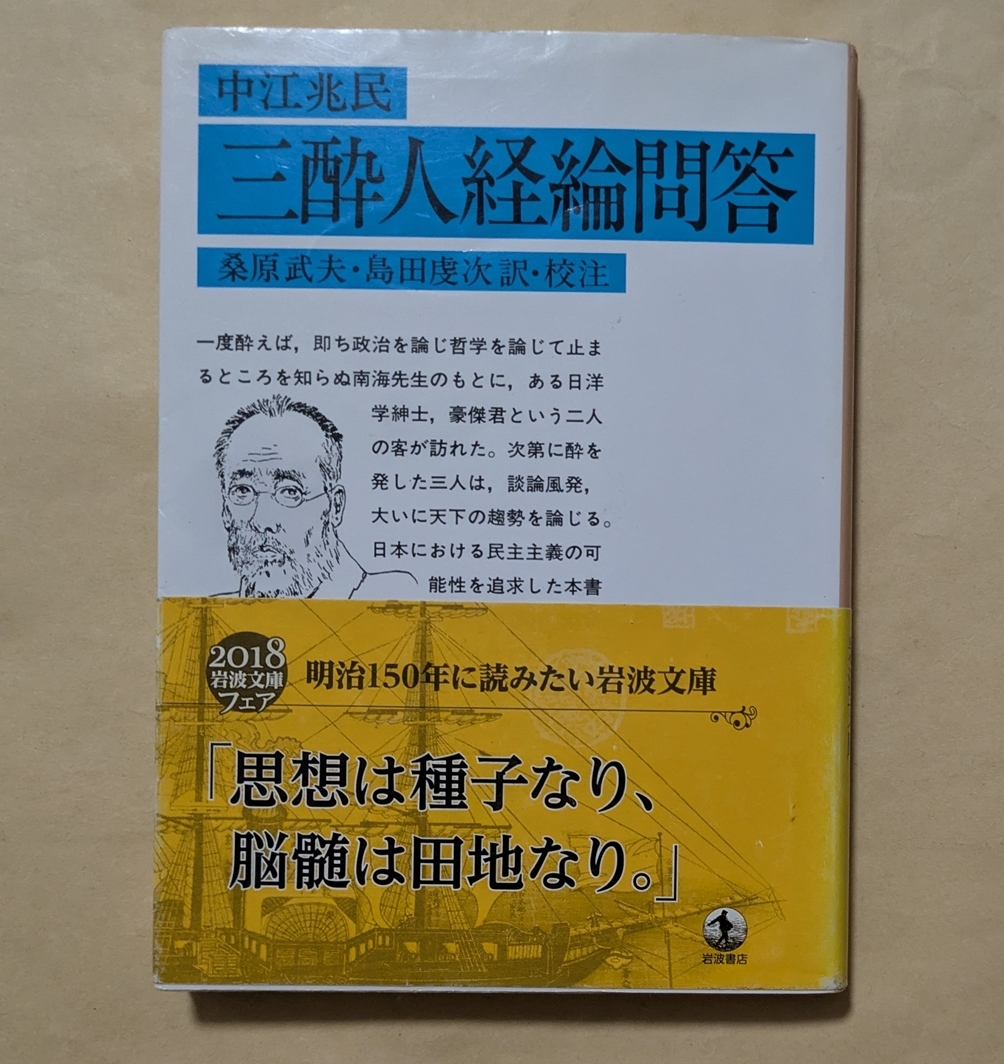 中江兆民
三酔人経綸問答
桑原武夫・島田虔次 訳・校注
一度酔えば，即ち政治を論じ哲学を論じて止ま
るところを知らぬ南海先生のもとに，ある日洋
学紳士，豪傑君という二人
の客が訪れた。次第に酔を
発した三人は，談論風発，
大いに天下の趨勢を論じる。
日本における民主主義の可
能性を追求した本書
2018
岩波文庫
フェア
明治150年に読みたい岩波文庫
「思想は種子なり、
脳髄は田地なり。」
岩波書店